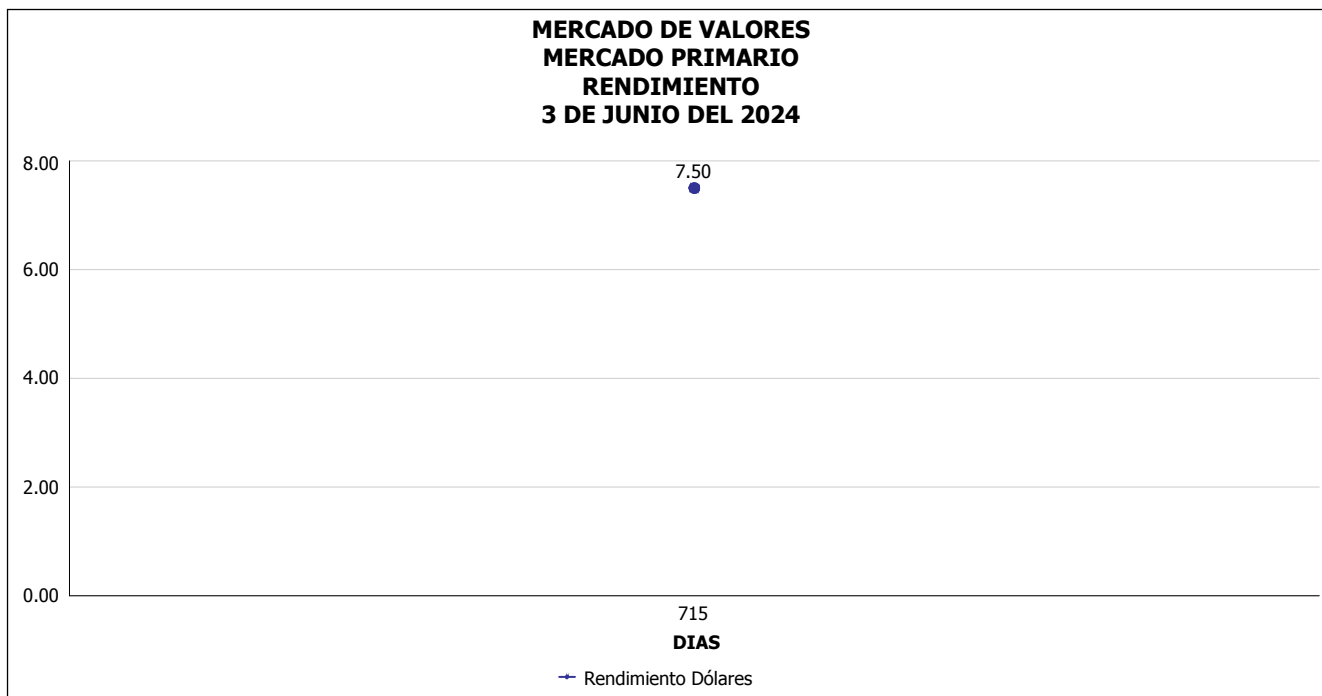 MERCADO DE VALORES
MERCADO PRIMARIO
RENDIMIENTO
3 DE JUNIO DEL 2024
8.00
7.50
6.00
4.00
2.00
0.00
715
DIAS
Rendimiento Dólares